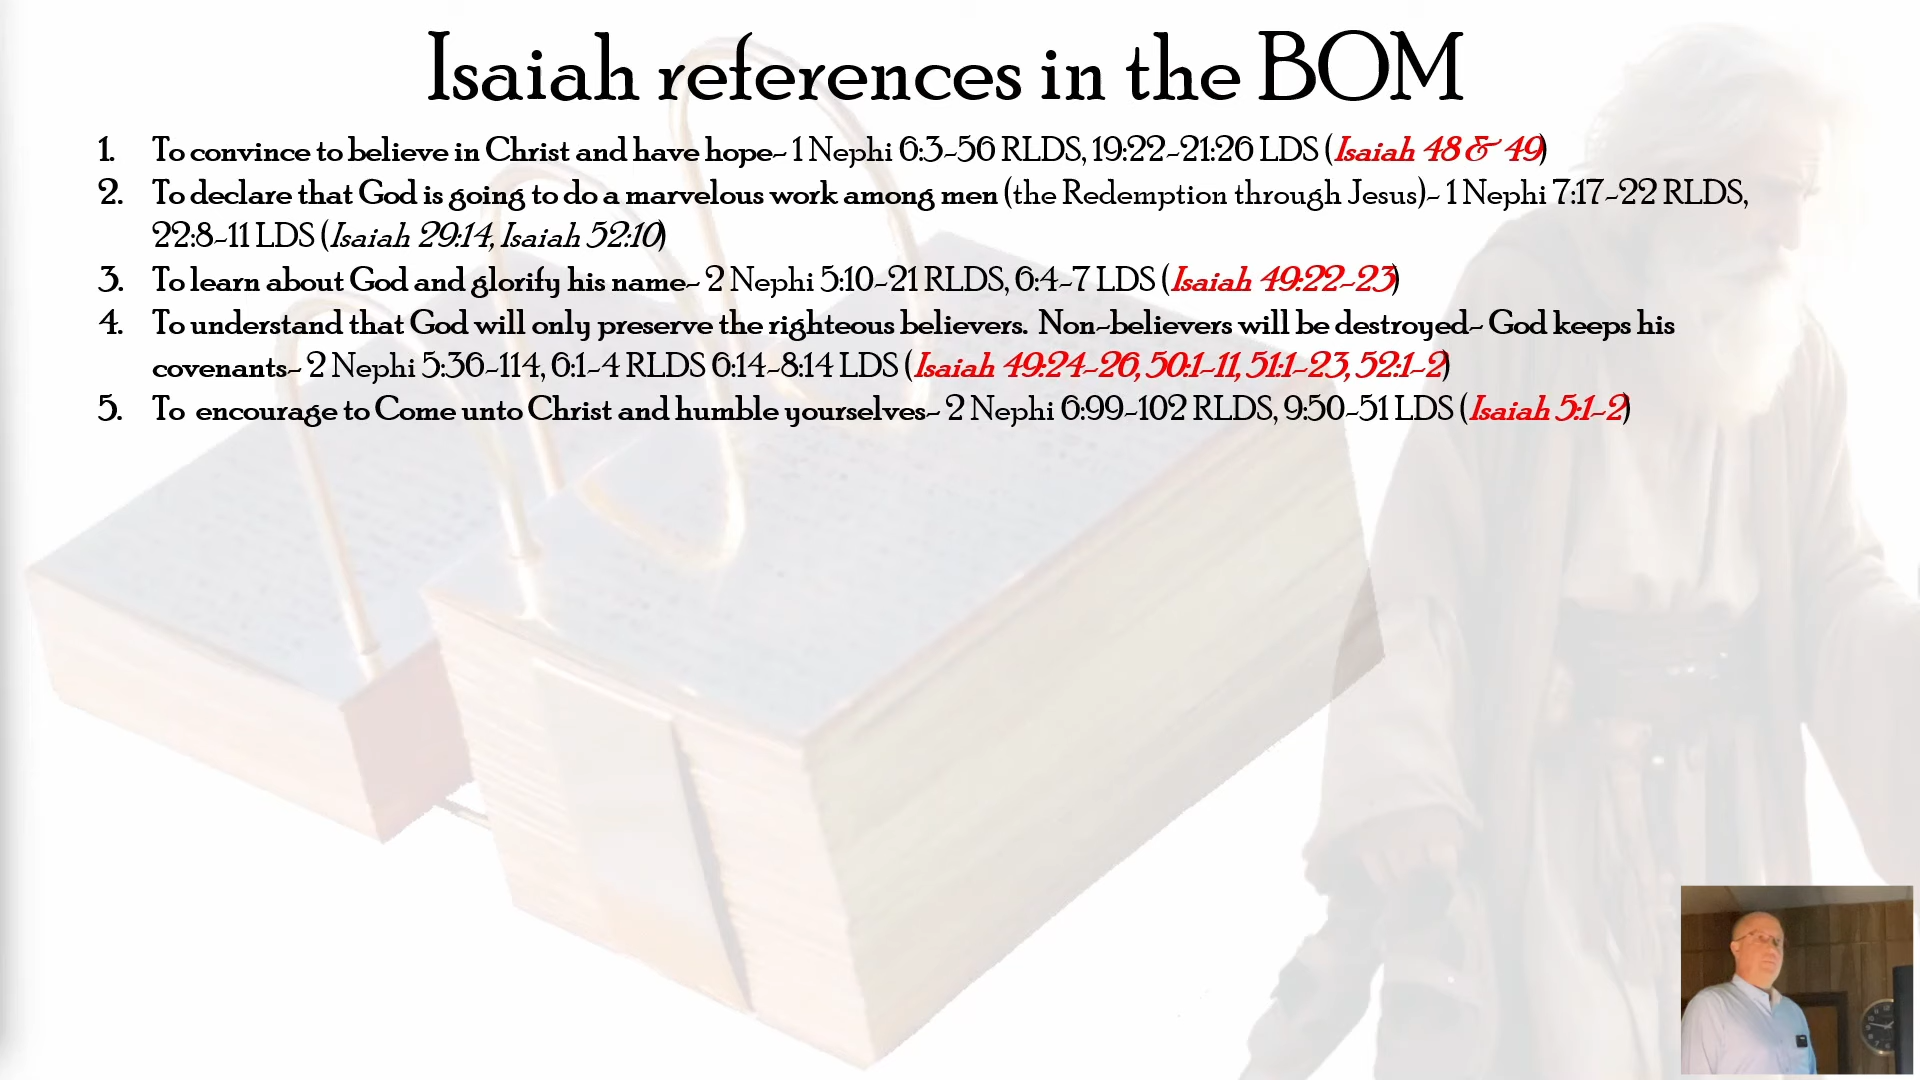 Isaiah references in the BOM
1. To convince to believe in Christ and have hope- 1 Nephi 6:3-56 RLDS, 19:22-21:26 LDS (Isaiah 48 & 49)
2. To declare that God is going to do a marvelous work among men (the Redemption through Jesus)- 1 Nephi 7:17-22 RLDS,
22:8-11 LDS (Isaiah 29:14, Isaiah 52:10)
3. To learn about God and glorify his name- 2 Nephi 5:10-21 RLDS, 6:4-7 LDS (Isaiah 49:22-23)
4. To understand that God will only preserve the righteous believers. Non-believers will be destroyed- God keeps his
covenants- 2 Nephi 5:36-114, 6:1-4 RLDS 6:14-8:14 LDS (Isaiah 49:24-26, 50:1-11, 51:1-23, 52:1-2)
5. To encourage to Come unto Christ and humble yourselves- 2 Nephi 6:99-102 RLDS, 9:50-51 LDS (Isaiah 5:1-2)